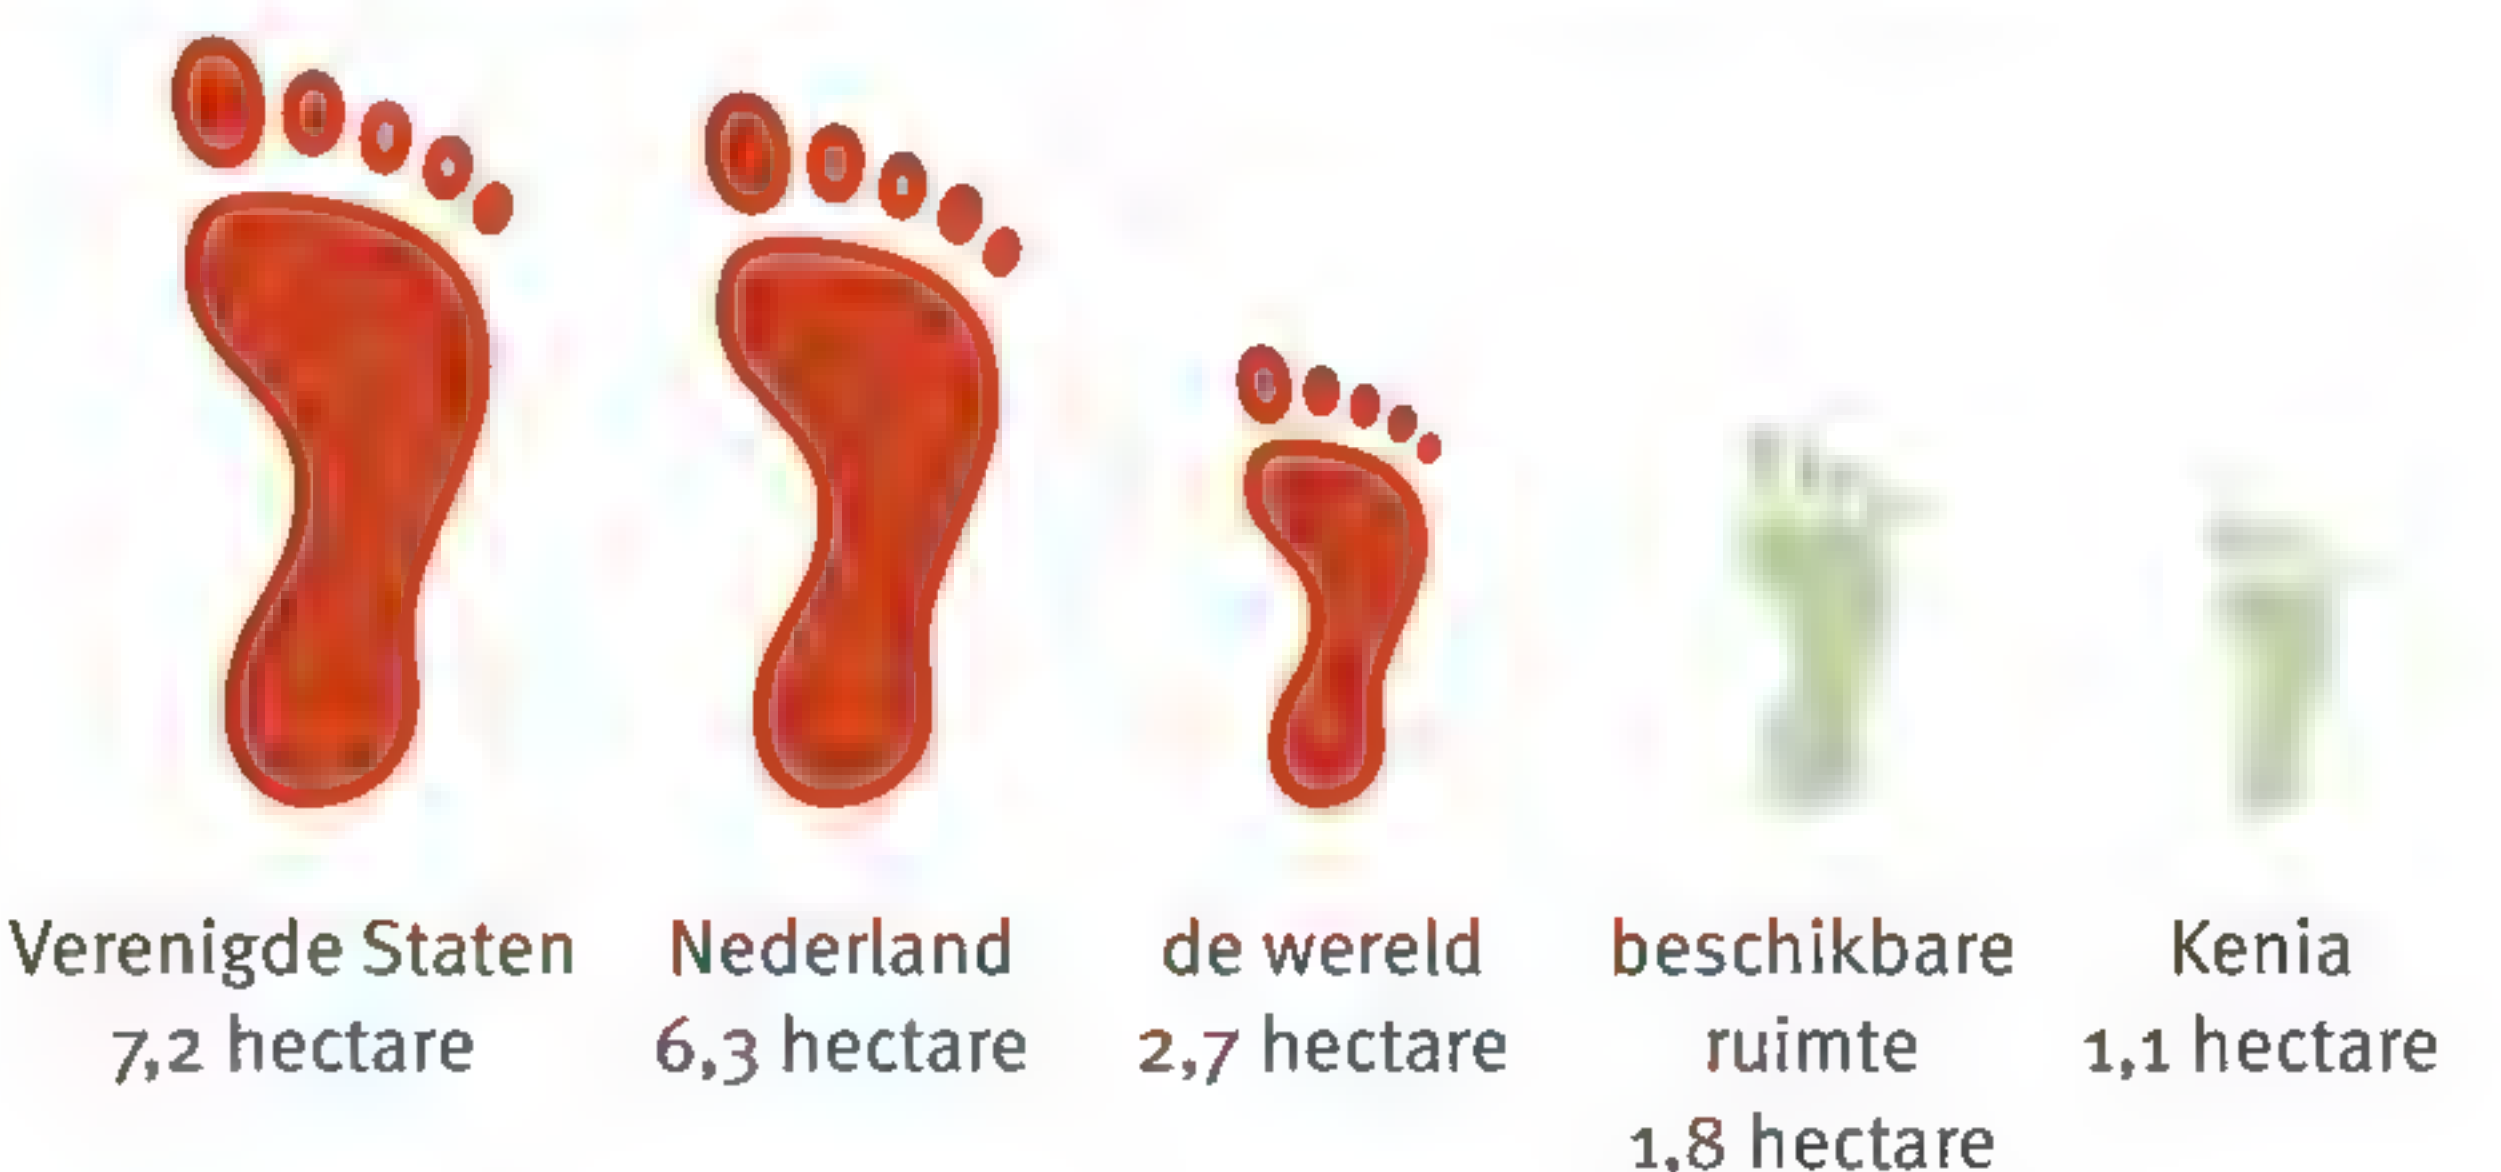 Verenigde Staten
7,2 hectare
Nederland
6,3 hectare
de wereld
2,7 hectare
beschikbare
ruimte
1,8 hectare
Kenia
1,1 hectare